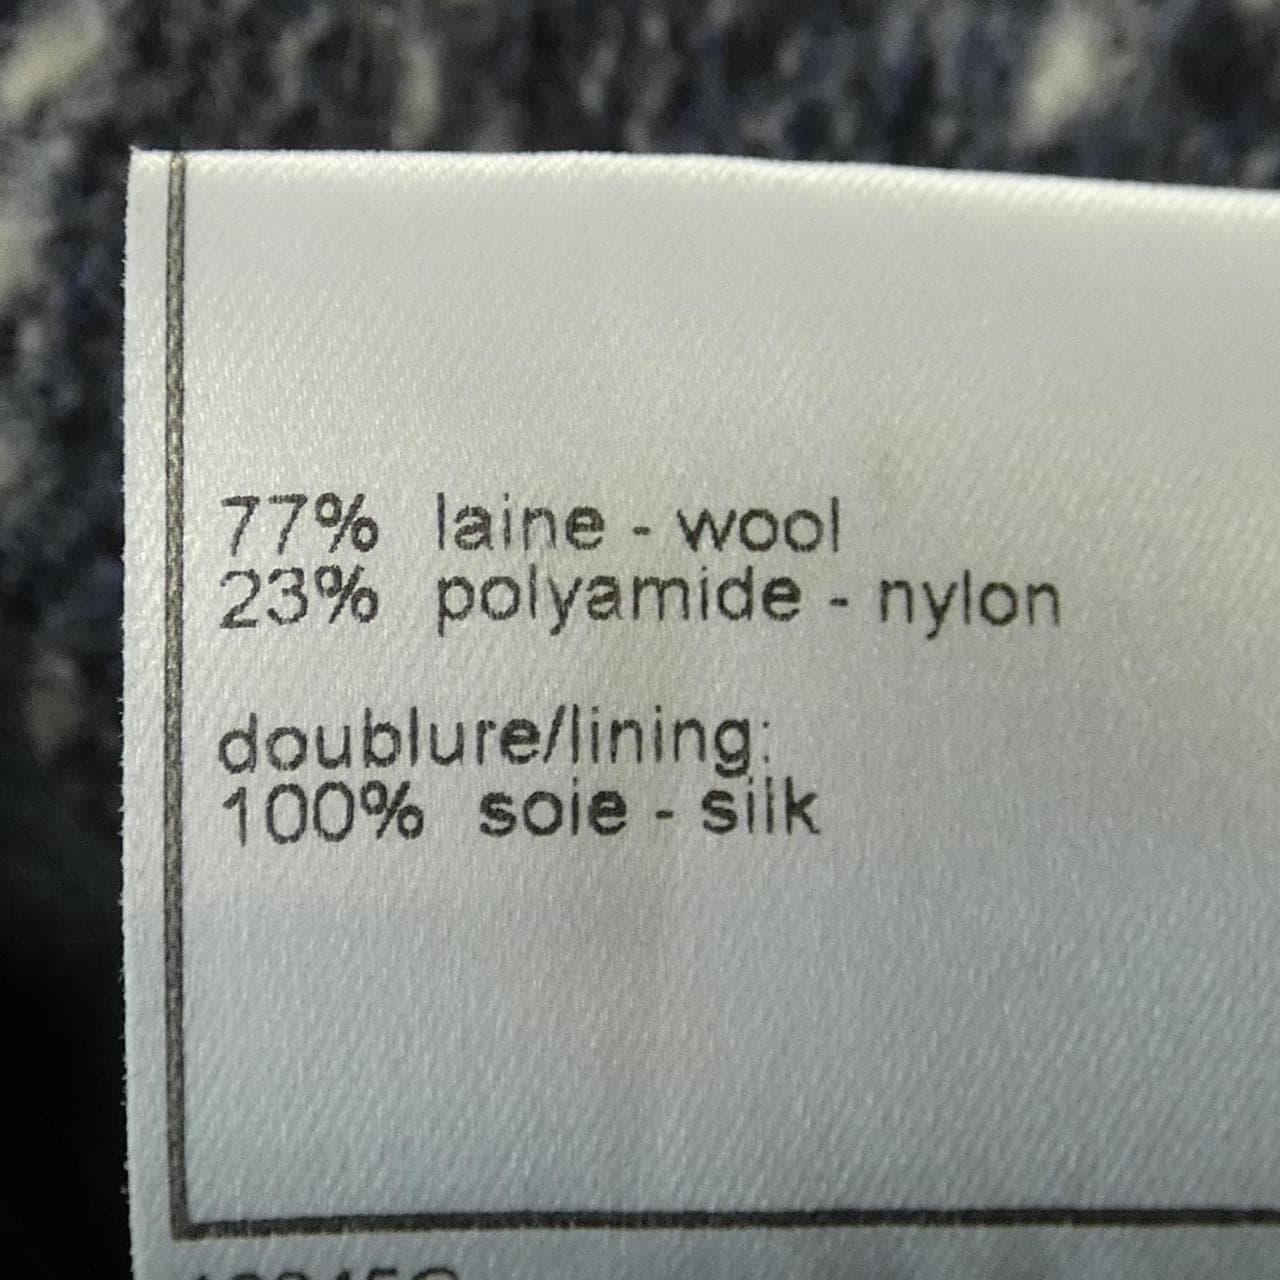 77% laine - wool
23% polyamide - nylon
doublure/lining:
100% soie - silk